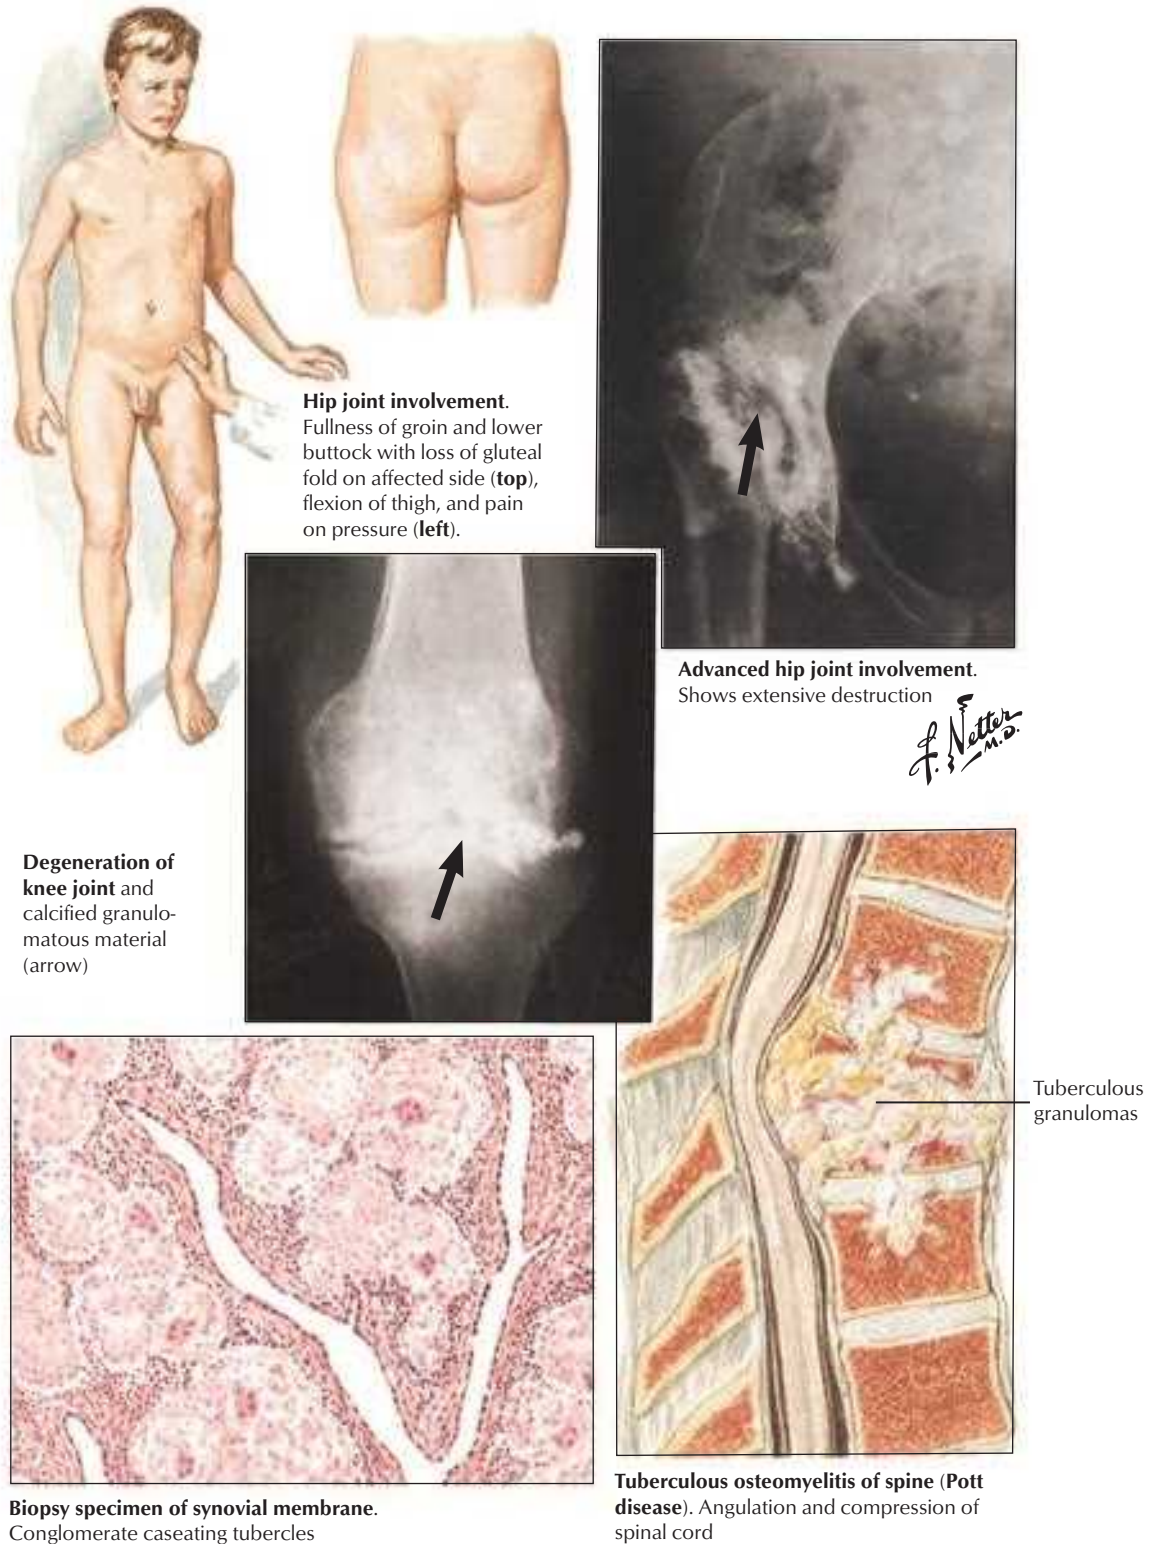 Hip joint involvement.
Fullness of groin and lower
buttock with loss of gluteal
fold on affected side (top),
flexion of thigh, and pain
on pressure (left).
Advanced hip joint involvement.
Shows extensive destruction
F. Netter
M.D.
Degeneration of
knee joint and
calcified granulo-
matous material
(arrow)
Tuberculous
granulomas
Biopsy specimen of synovial membrane.
Conglomerate caseating tubercles
Tuberculous osteomyelitis of spine (Pott
disease). Angulation and compression of
spinal cord